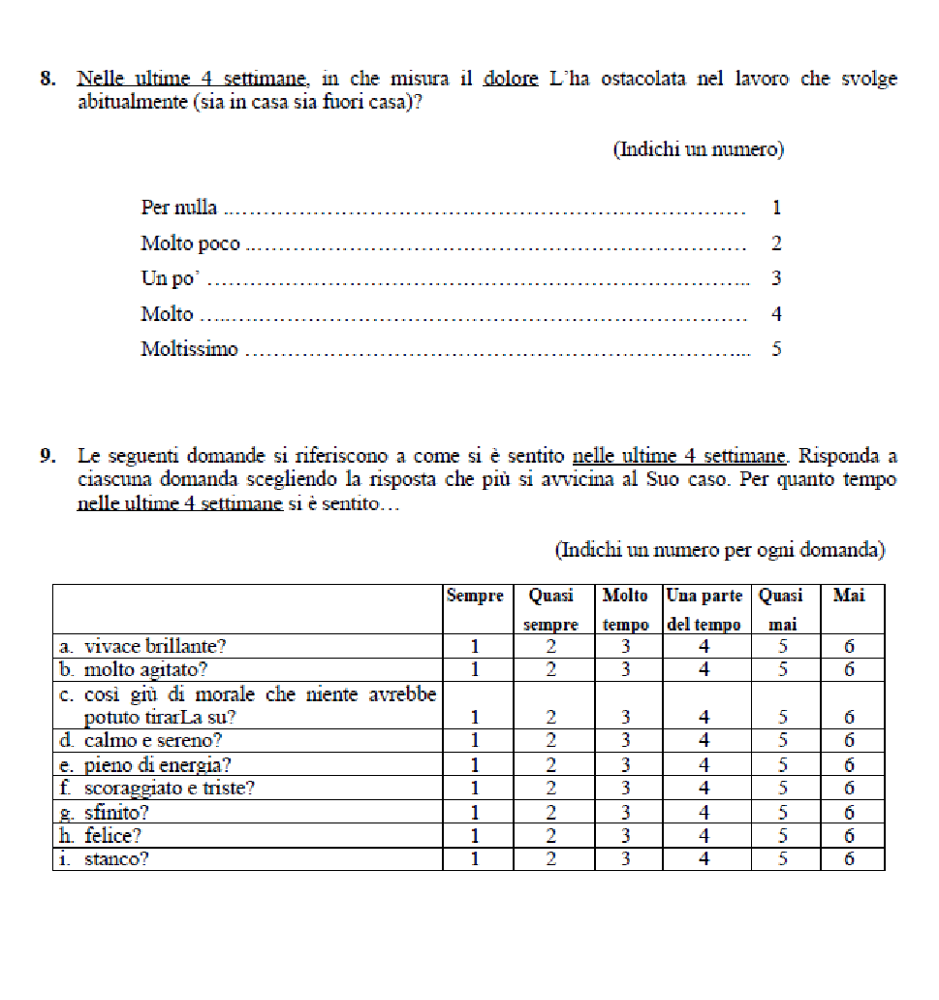 8. Nelle ultime 4 settimane, in che misura il dolore L'ha ostacolata nel lavoro che svolge
abitualmente (sia in casa sia fuori casa)?
(Indichi un numero)
Per nulla ………………………………………………………………… 1
Molto poco ……………………………………………………………… 2
Un po' …………………………………………………………………... 3
Molto …………………………………………………………………… 4
Moltissimo ……………………………………………………………... 5
9. Le seguenti domande si riferiscono a come si è sentito nelle ultime 4 settimane. Risponda a
ciascuna domanda scegliendo la risposta che più si avvicina al Suo caso. Per quanto tempo
nelle ultime 4 settimane si è sentito…
(Indichi un numero per ogni domanda)
Sempre Quasi Molto Una parte Quasi Mai
sempre tempo del tempo mai
a. vivace brillante? 1 2 3 4 5 6
b. molto agitato? 1 2 3 4 5 6
c. così giù di morale che niente avrebbe
potuto tirarLa su? 1 2 3 4 5 6
d. calmo e sereno? 1 2 3 4 5 6
e. pieno di energia? 1 2 3 4 5 6
f. scoraggiato e triste? 1 2 3 4 5 6
g. sfinito? 1 2 3 4 5 6
h. felice? 1 2 3 4 5 6
i. stanco? 1 2 3 4 5 6